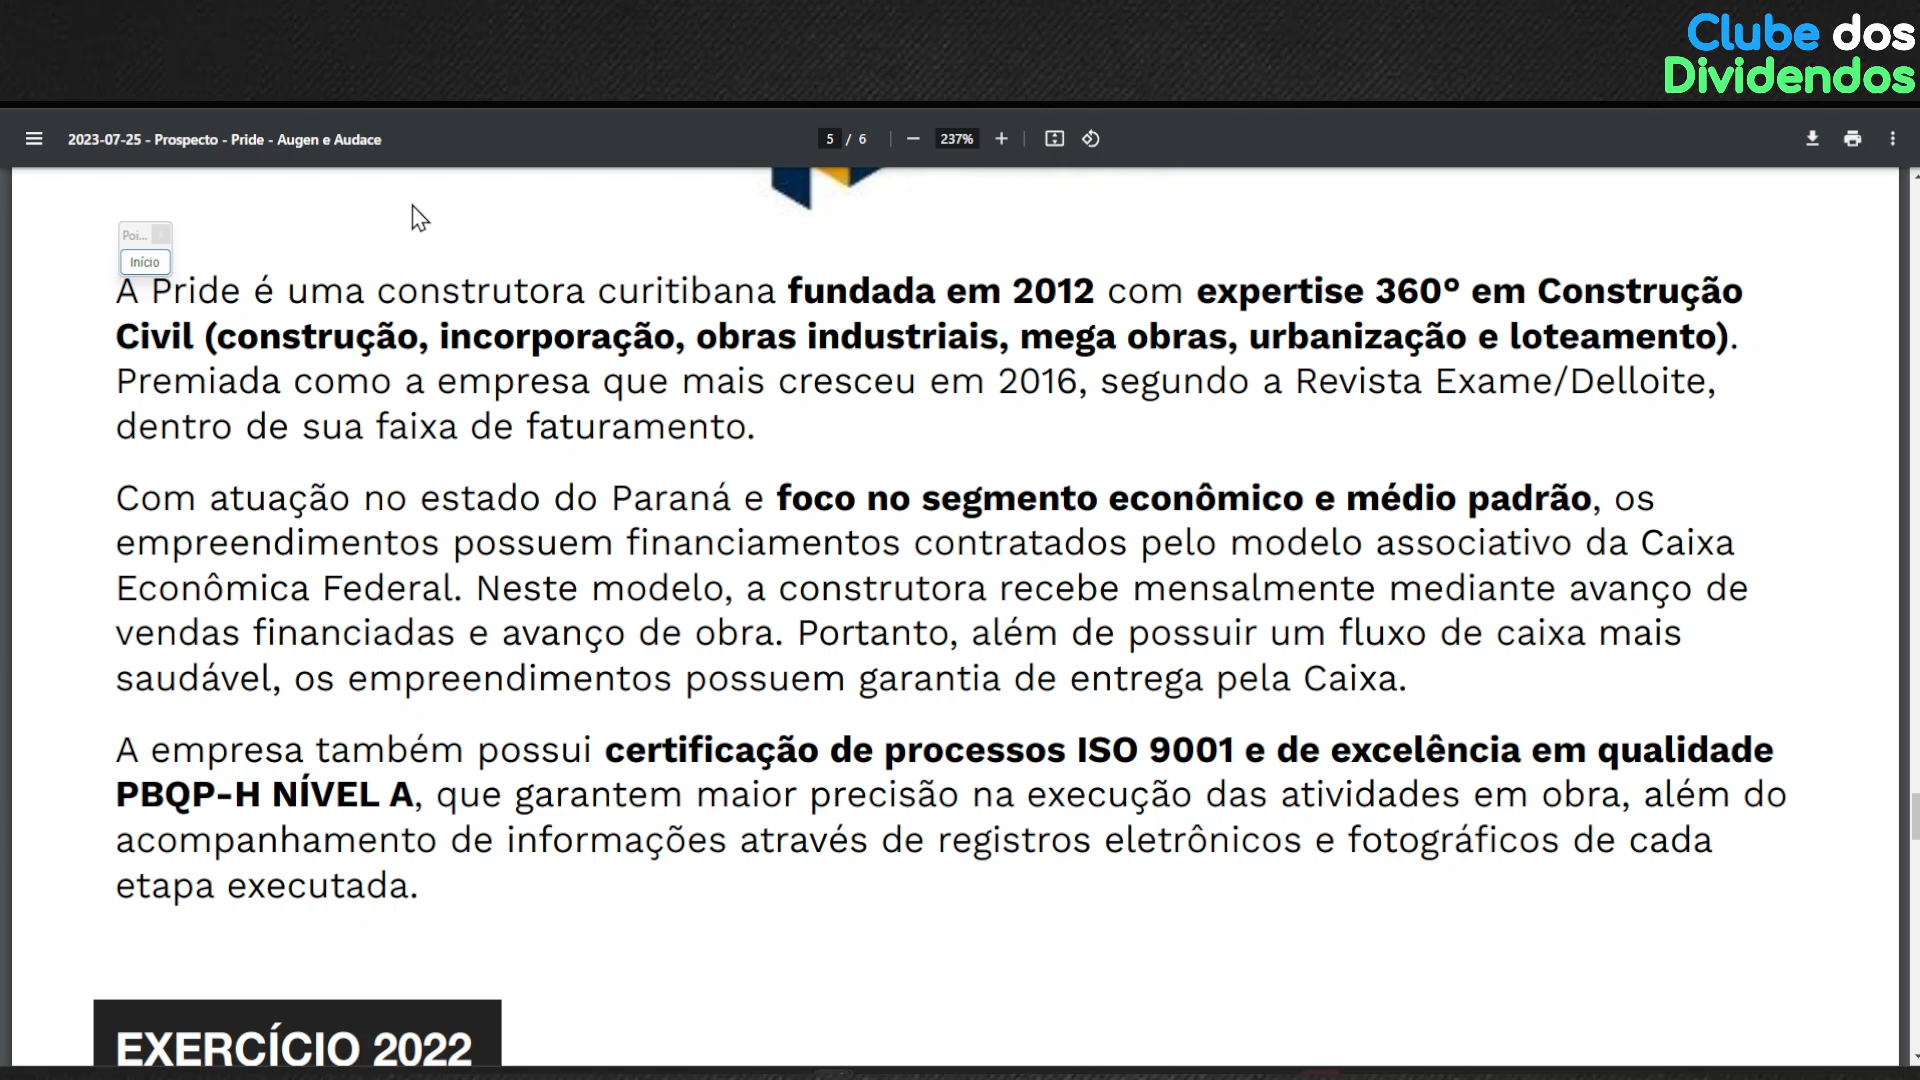 Clube dos
Dividendos
2023-07-25 - Prospecto - Pride - Augen e Audace
5 / 6
237%
Poi...
Início
A Pride é uma construtora curitibana fundada em 2012 com expertise 360° em Construção
Civil (construção, incorporação, obras industriais, mega obras, urbanização e loteamento).
Premiada como a empresa que mais cresceu em 2016, segundo a Revista Exame/Delloite,
dentro de sua faixa de faturamento.
Com atuação no estado do Paraná e foco no segmento econômico e médio padrão, os
empreendimentos possuem financiamentos contratados pelo modelo associativo da Caixa
Econômica Federal. Neste modelo, a construtora recebe mensalmente mediante avanço de
vendas financiadas e avanço de obra. Portanto, além de possuir um fluxo de caixa mais
saudável, os empreendimentos possuem garantia de entrega pela Caixa.
A empresa também possui certificação de processos ISO 9001 e de excelência em qualidade
PBQP-H NÍVEL A, que garantem maior precisão na execução das atividades em obra, além do
acompanhamento de informações através de registros eletrônicos e fotográficos de cada
etapa executada.
EXERCÍCIO 2022